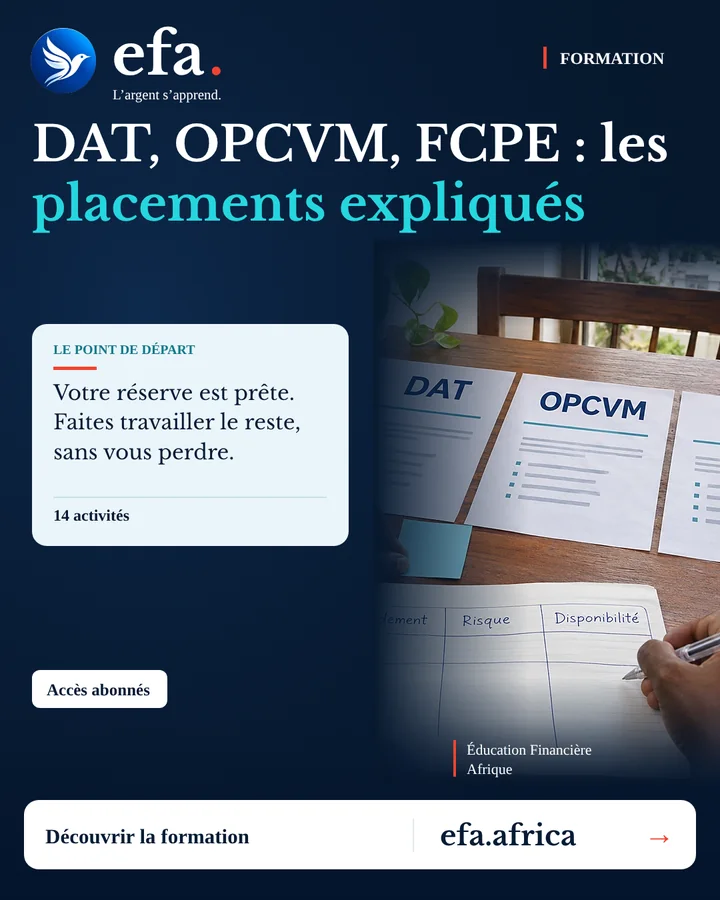 efa.
L’argent s’apprend.
FORMATION
DAT, OPCVM, FCPE : les
placements expliqués
LE POINT DE DÉPART
Votre réserve est prête.
Faites travailler le reste,
sans vous perdre.
14 activités
DAT
OPCVM
Risque
Disponibilité
Accès abonnés
Éducation Financière
Afrique
Découvrir la formation
efa.africa
→